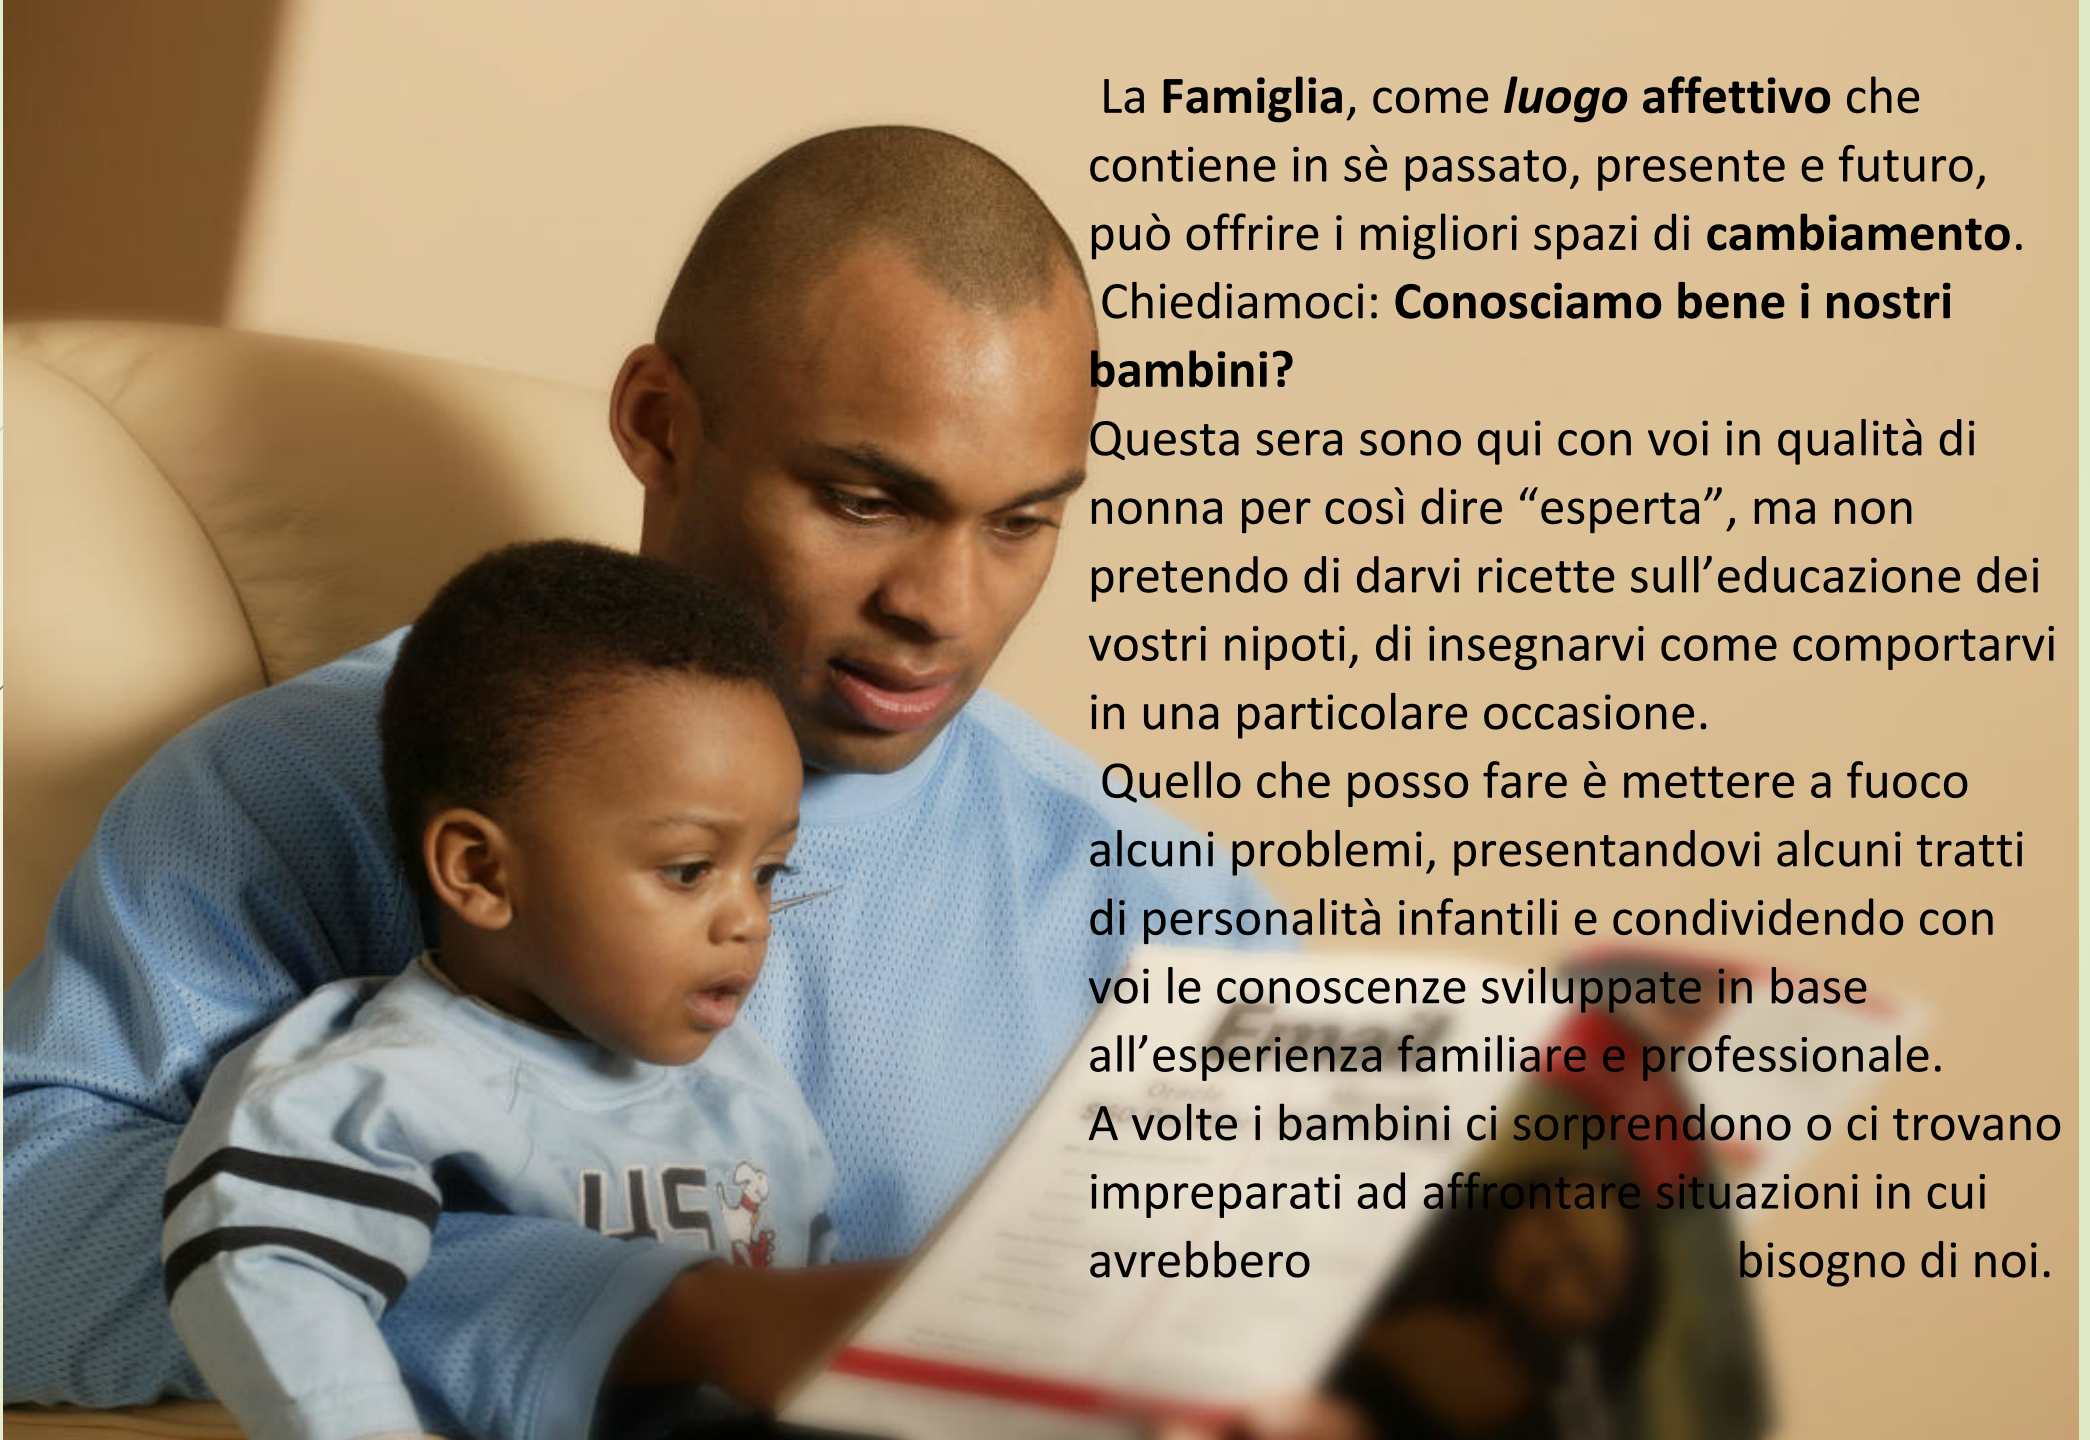 La Famiglia, come luogo affettivo che
contiene in sè passato, presente e futuro,
può offrire i migliori spazi di cambiamento.
Chiediamoci: Conosciamo bene i nostri
bambini?
Questa sera sono qui con voi in qualità di
nonna per così dire “esperta”, ma non
pretendo di darvi ricette sull’educazione dei
vostri nipoti, di insegnarvi come comportarvi
in una particolare occasione.
Quello che posso fare è mettere a fuoco
alcuni problemi, presentandovi alcuni tratti
di personalità infantili e condividendo con
voi le conoscenze sviluppate in base
all’esperienza familiare e professionale.
A volte i bambini ci sorprendono o ci trovano
impreparati ad affrontare situazioni in cui
avrebbero bisogno di noi.
Email